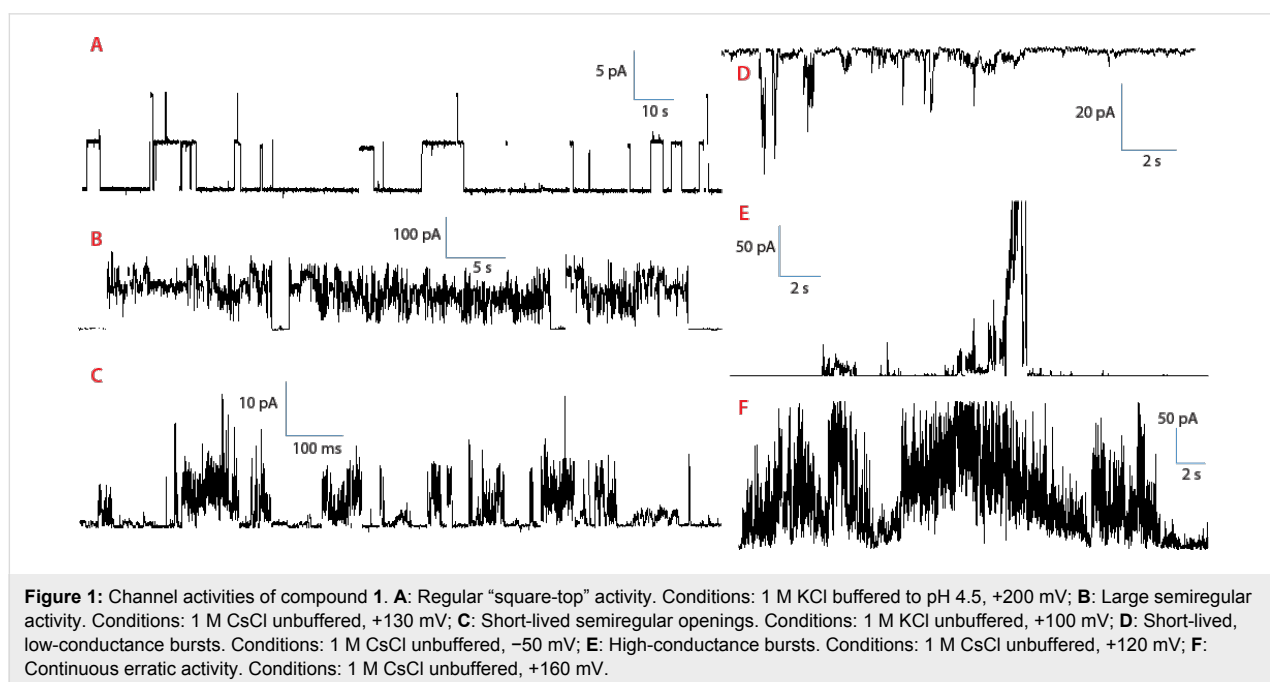 A
5 pA
10 s
B
100 pA
5 s
C
10 pA
100 ms
D
20 pA
2 s
E
50 pA
2 s
F
50 pA
2 s
Figure 1: Channel activities of compound 1. A: Regular “square-top” activity. Conditions: 1 M KCl buffered to pH 4.5, +200 mV; B: Large semiregular
activity. Conditions: 1 M CsCl unbuffered, +130 mV; C: Short-lived semiregular openings. Conditions: 1 M KCl unbuffered, +100 mV; D: Short-lived,
low-conductance bursts. Conditions: 1 M CsCl unbuffered, −50 mV; E: High-conductance bursts. Conditions: 1 M CsCl unbuffered, +120 mV; F:
Continuous erratic activity. Conditions: 1 M CsCl unbuffered, +160 mV.